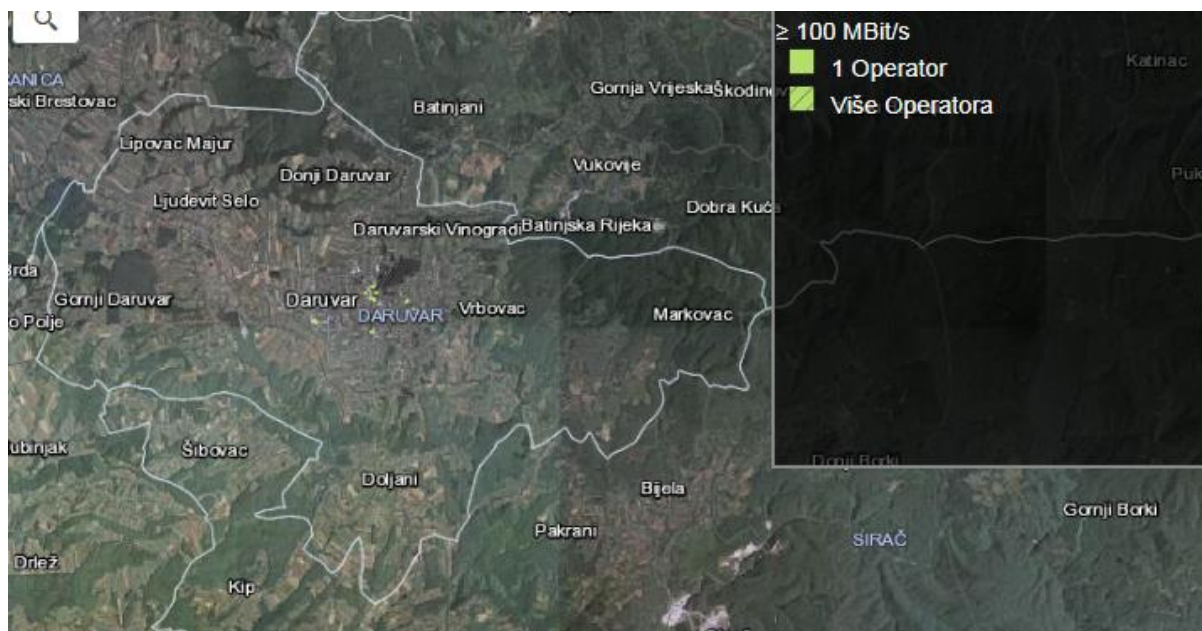 ≥ 100 MBit/s
1 Operator
Više Operatora
Katinac
ski Brestovac
Batinjani
Gornja Vrijeska
Lipovac Majur
Vukovije
Donji Daruvar
Ljudevit Selo
Dobra Kuća
Daruvarski Vinogradi
Batinjska Rijeka
Brda
Gornji Daruvar
Daruvar
DARUVAR
Vrbovac
Markovac
o Polje
Šibovac
ubinjak
Doljani
Donji Borki
Bijela
Gornji Borki
Pakrani
SIRAČ
Drlež
Kip